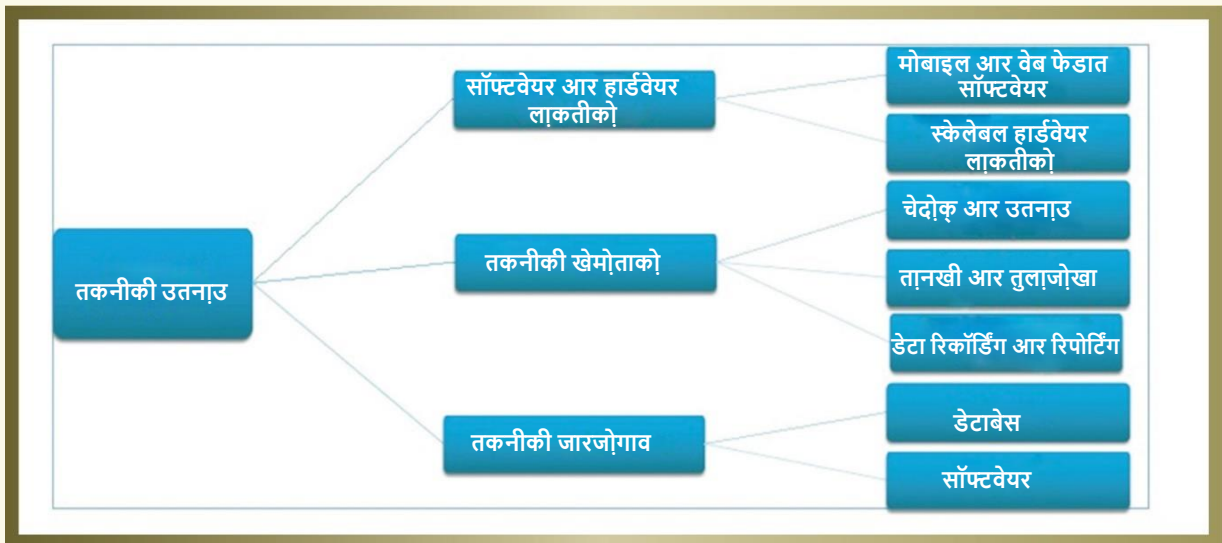 तकनीकी उतना़उ
सॉफ्टवेयर आर हार्डवेयर
ला़कतीको़
मोबाइल आर वेब फेडात
सॉफ्टवेयर
स्केलेबल हार्डवेयर
ला़कतीको़
तकनीकी खेमो़ताको़
चेदो़क् आर उतना़उ
ता़नखी आर तुला़जो़खा
डेटा रिकॉर्डिंग आर रिपोर्टिंग
तकनीकी जारजो़गाव
डेटाबेस
सॉफ्टवेयर